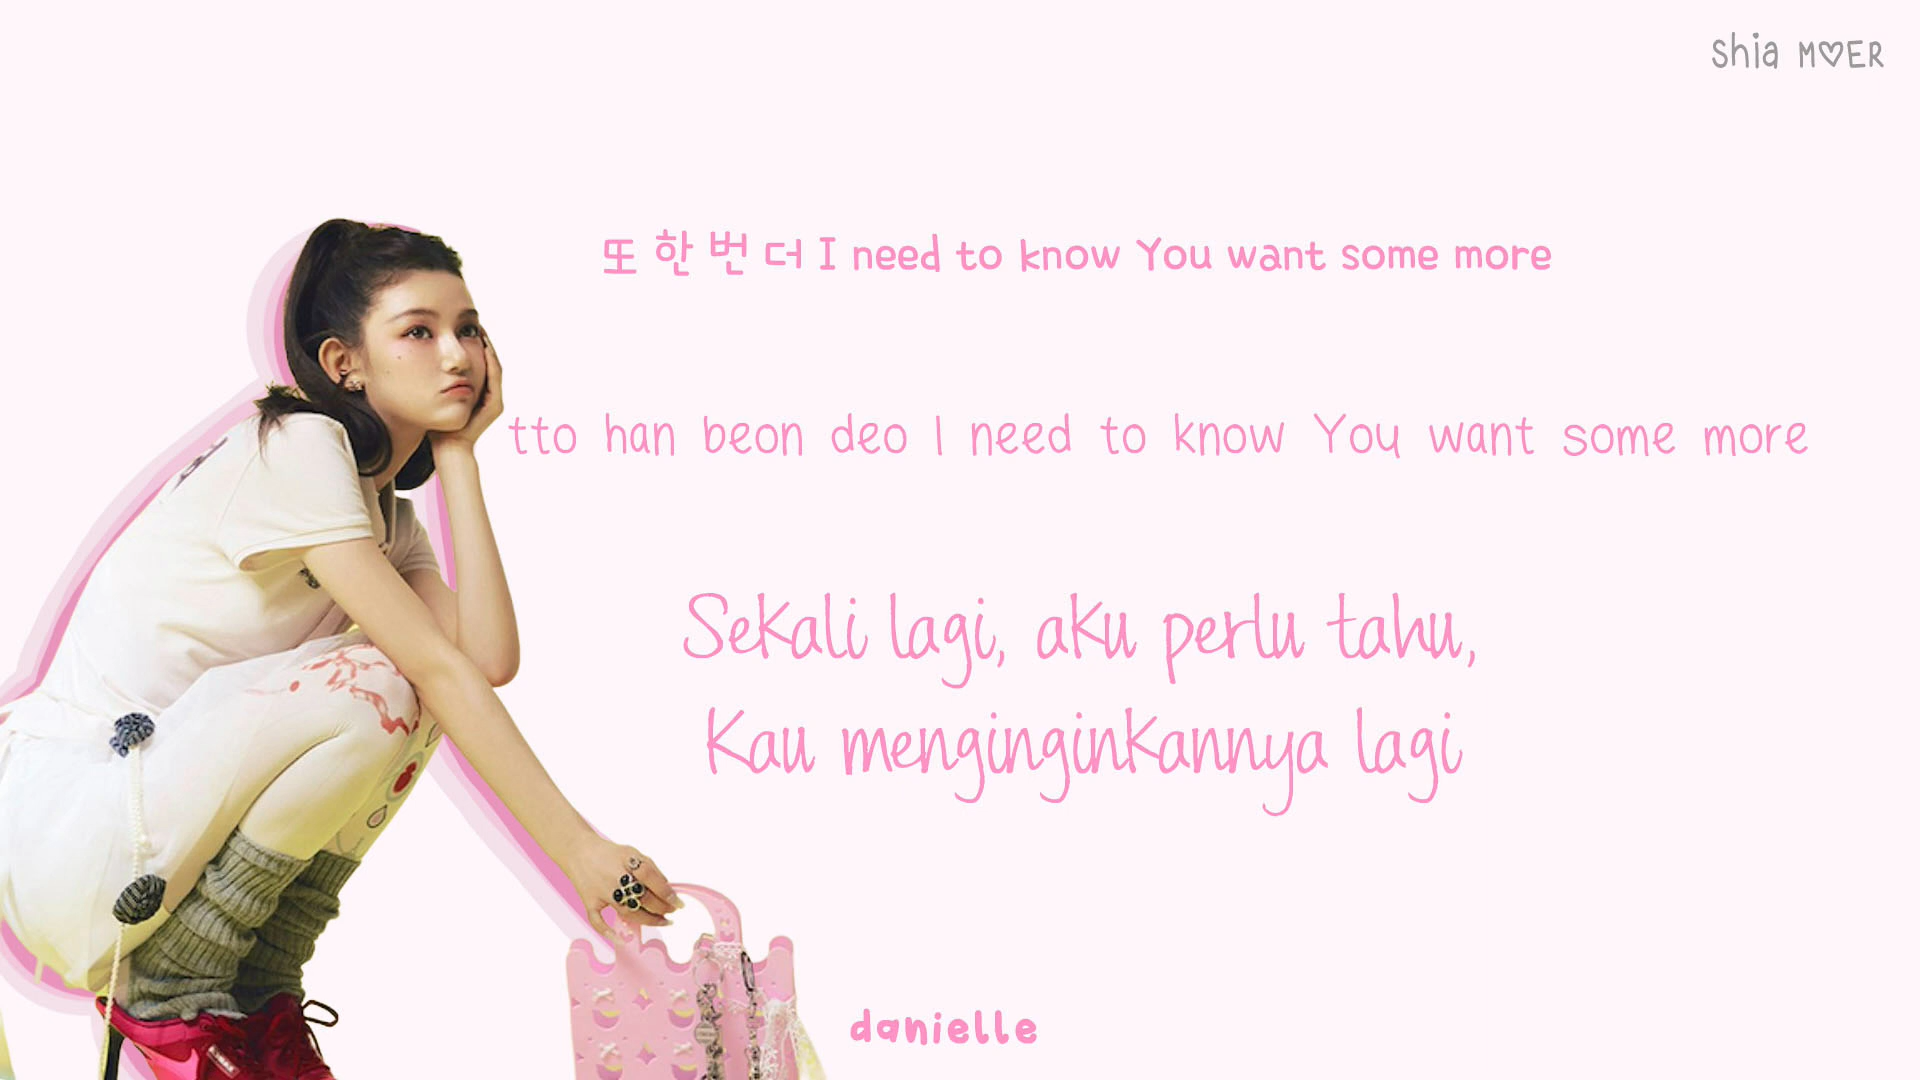 Shia M♡ER
또 한 번 더 I need to know You want some more
tto han beon deo I need to know You want some more
Sekali lagi, aku perlu tahu,
Kau menginginkannya lagi
danielle